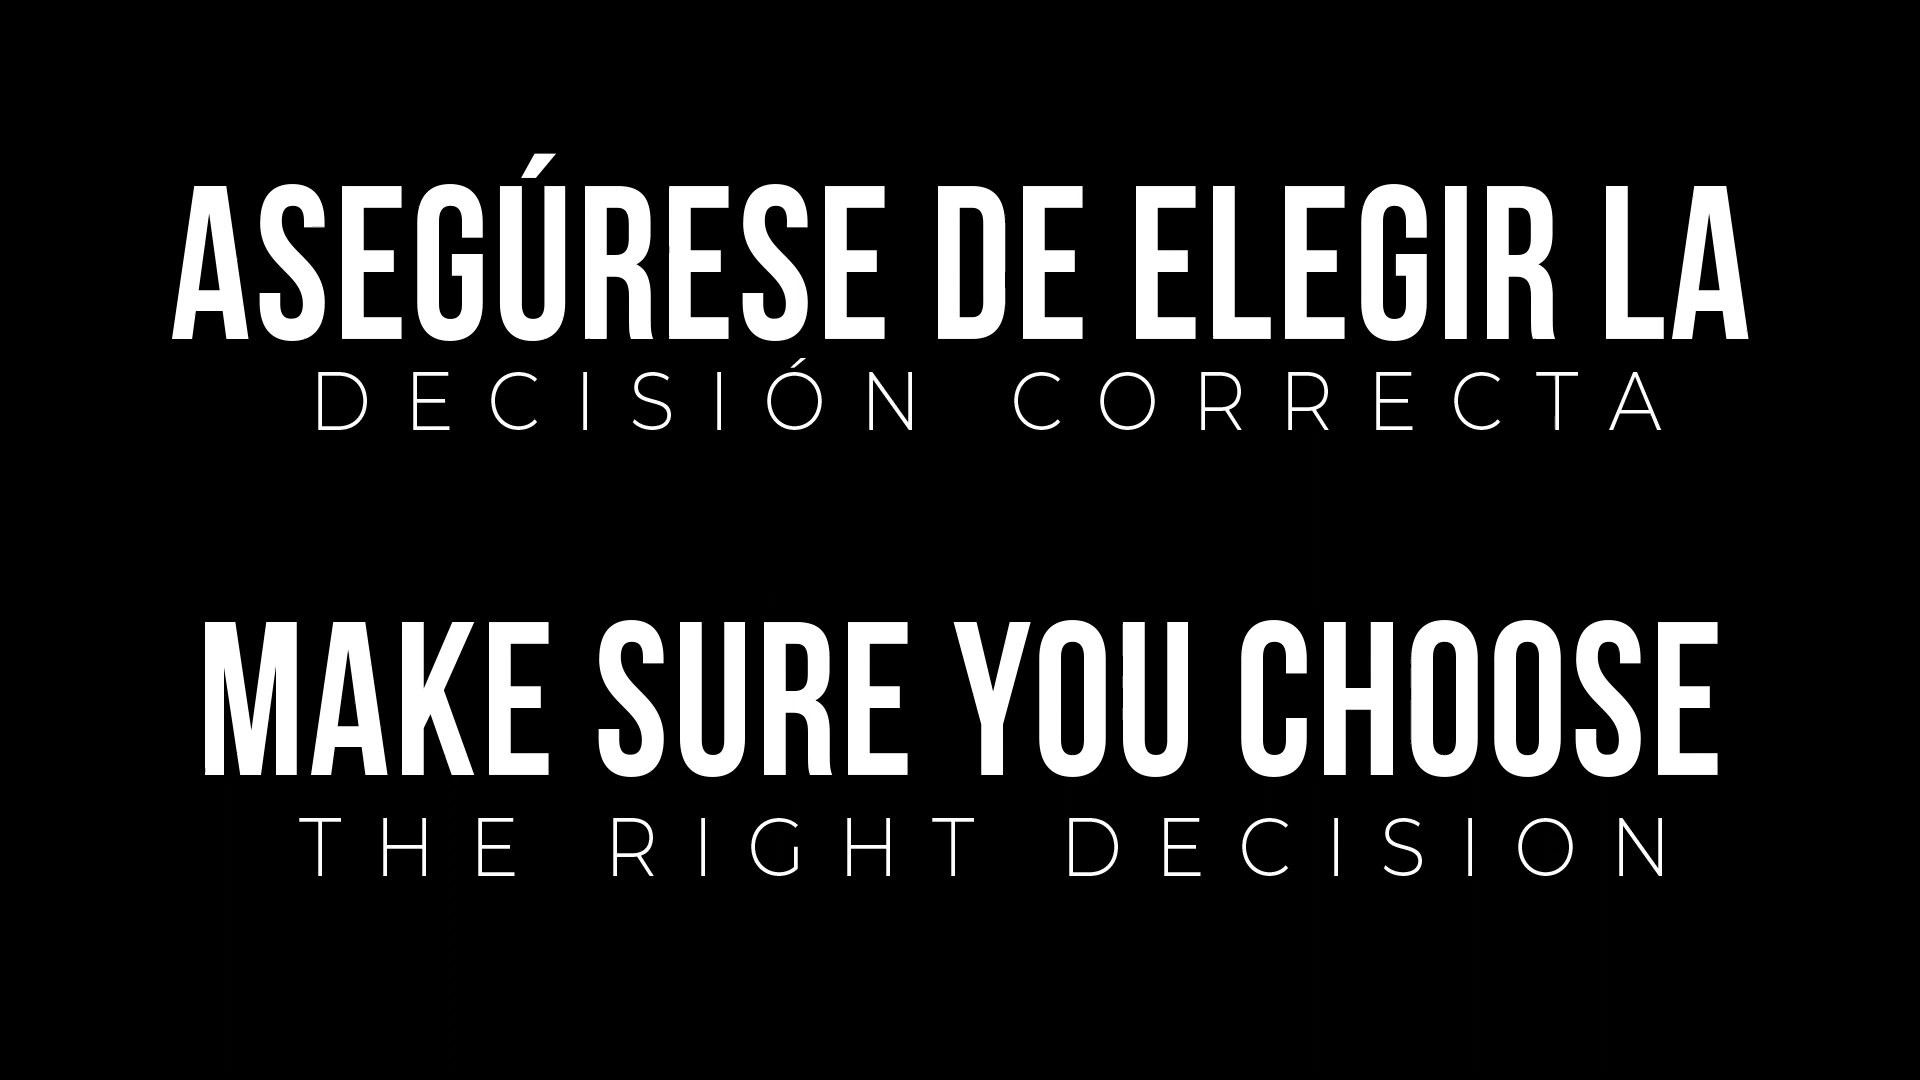 ASEGÚRESE DE ELEGIR LA
DECISIÓN CORRECTA
MAKE SURE YOU CHOOSE
THE RIGHT DECISION